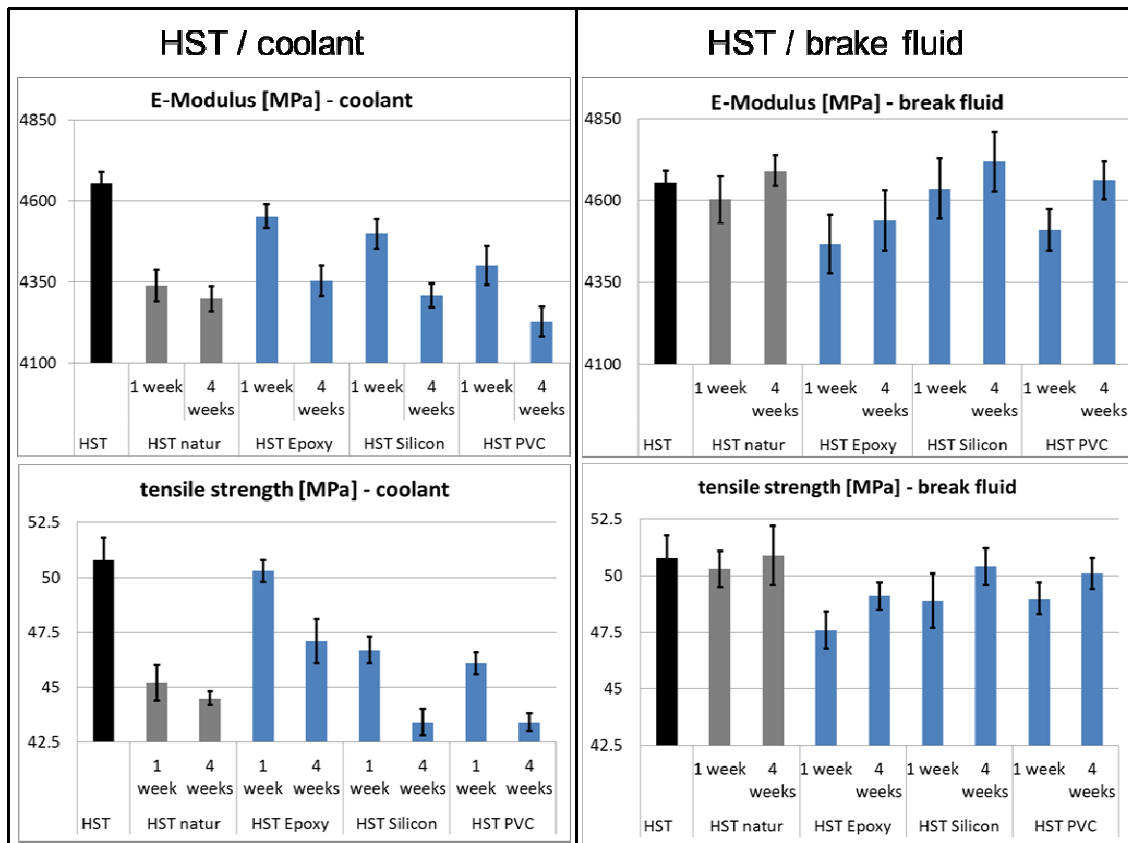 HST / coolant
E-Modulus [MPa] - coolant
4850
4600
4350
4100
1 week 4 weeks 1 week 4 weeks 1 week 4 weeks 1 week 4 weeks
HST HST natur HST Epoxy HST Silicon HST PVC
tensile strength [MPa] - coolant
52.5
50
47.5
45
42.5
1 week 4 weeks 1 week 4 weeks 1 week 4 weeks 1 week 4 weeks
HST HST natur HST Epoxy HST Silicon HST PVC
HST / brake fluid
E-Modulus [MPa] - break fluid
4850
4600
4350
4100
1 week 4 weeks 1 week 4 weeks 1 week 4 weeks 1 week 4 weeks
HST HST natur HST Epoxy HST Silicon HST PVC
tensile strength [MPa] - break fluid
52.5
50
47.5
45
42.5
1 week 4 weeks 1 week 4 weeks 1 week 4 weeks 1 week 4 weeks
HST HST natur HST Epoxy HST Silicon HST PVC